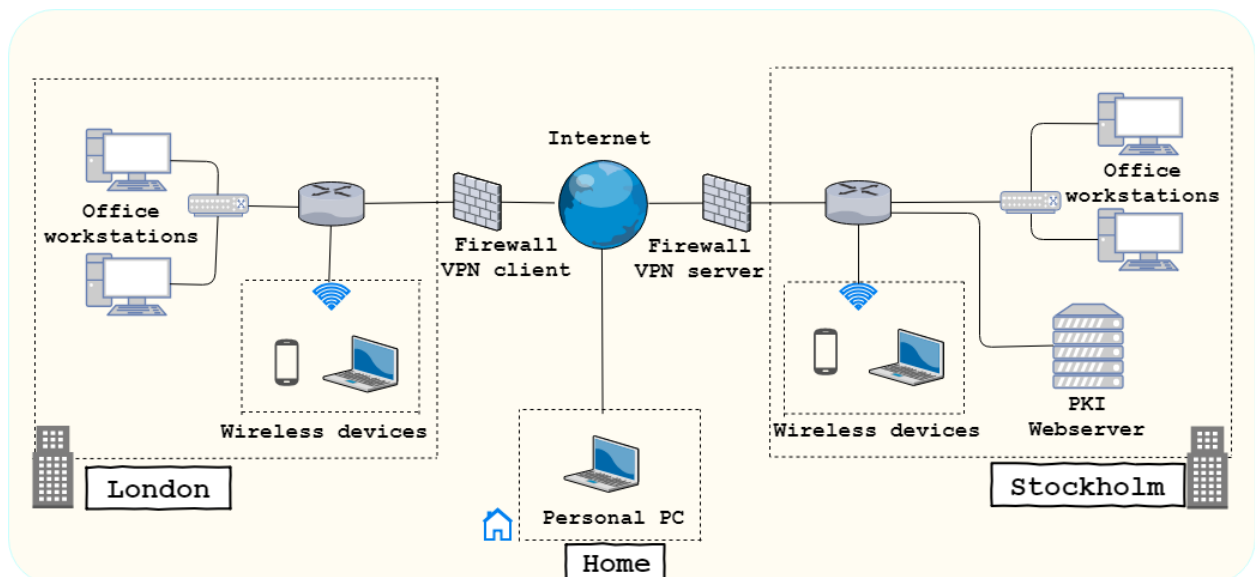 Internet
Office
workstations
Firewall
VPN client
Firewall
VPN server
Office
workstations
Wireless devices
Wireless devices
PKI
Webserver
London
Stockholm
Personal PC
Home